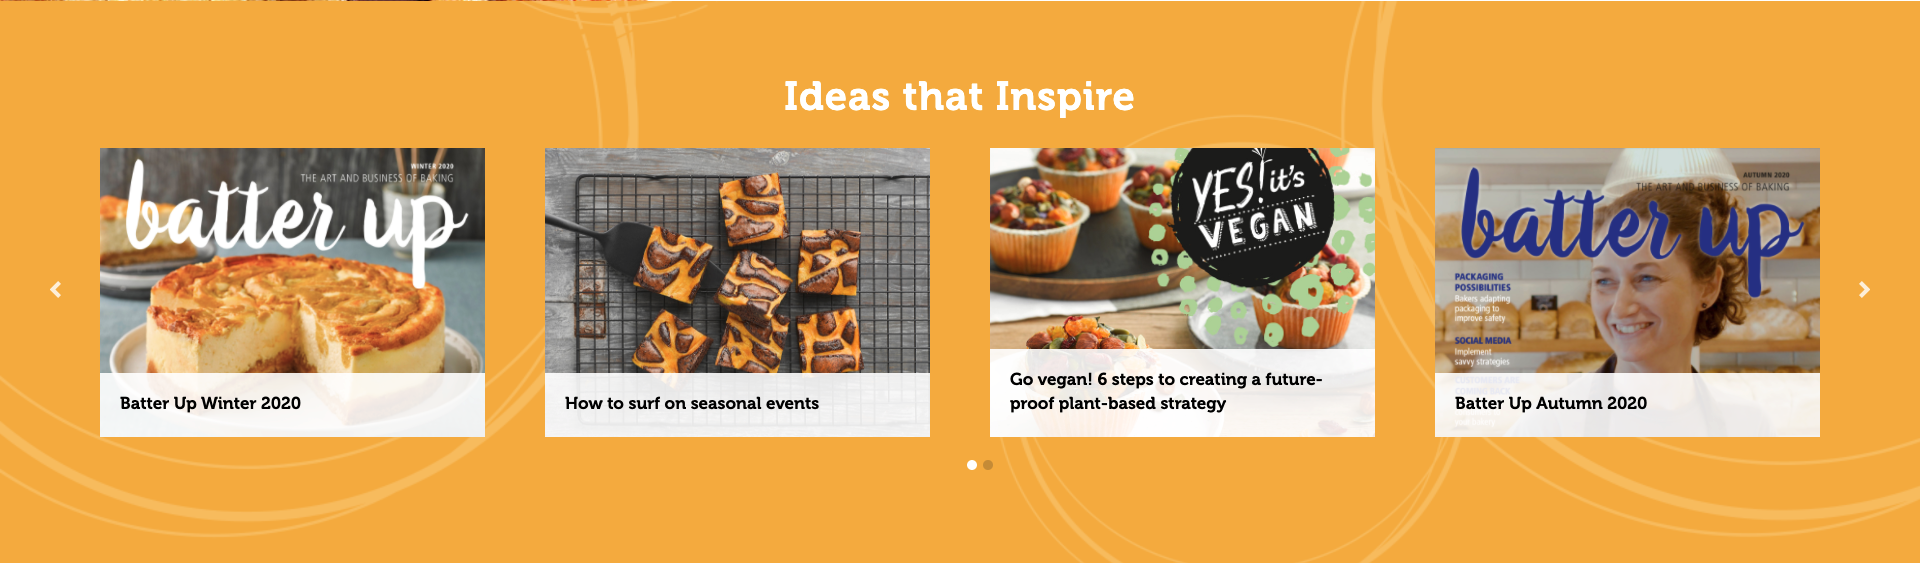 Ideas that Inspire
WINTER 2020
THE ART AND BUSINESS OF BAKING
batter up
Batter Up Winter 2020
How to surf on seasonal events
YES! it's
VEGAN
Go vegan! 6 steps to creating a future-
proof plant-based strategy
AUTUMN 2020
THE ART AND BUSINESS OF BAKING
batter up
PACKAGING
POSSIBILITIES
Bakers adapting
packaging to
improve safety
SOCIAL MEDIA
Implement
savvy strategies
Batter Up Autumn 2020